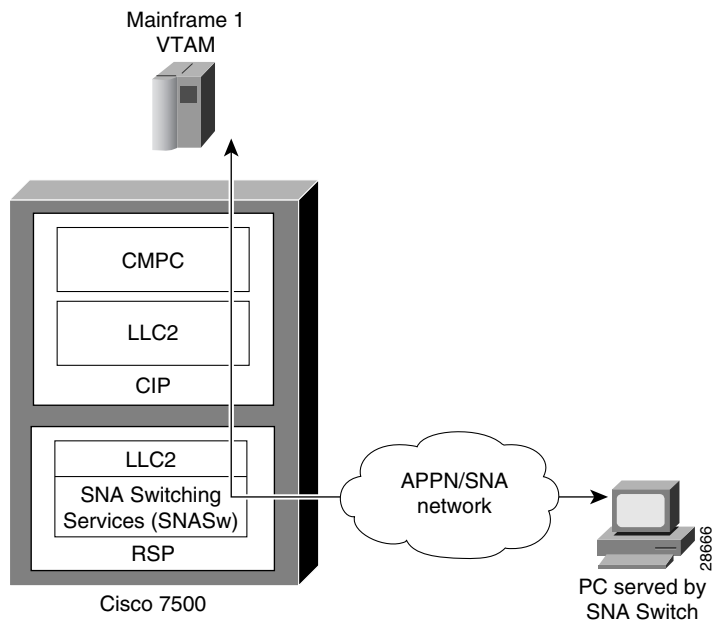 Mainframe 1
VTAM
CMPC
LLC2
CIP
LLC2
SNA Switching
Services (SNASw)
RSP
Cisco 7500
APPN/SNA
network
PC served by
SNA Switch
28666